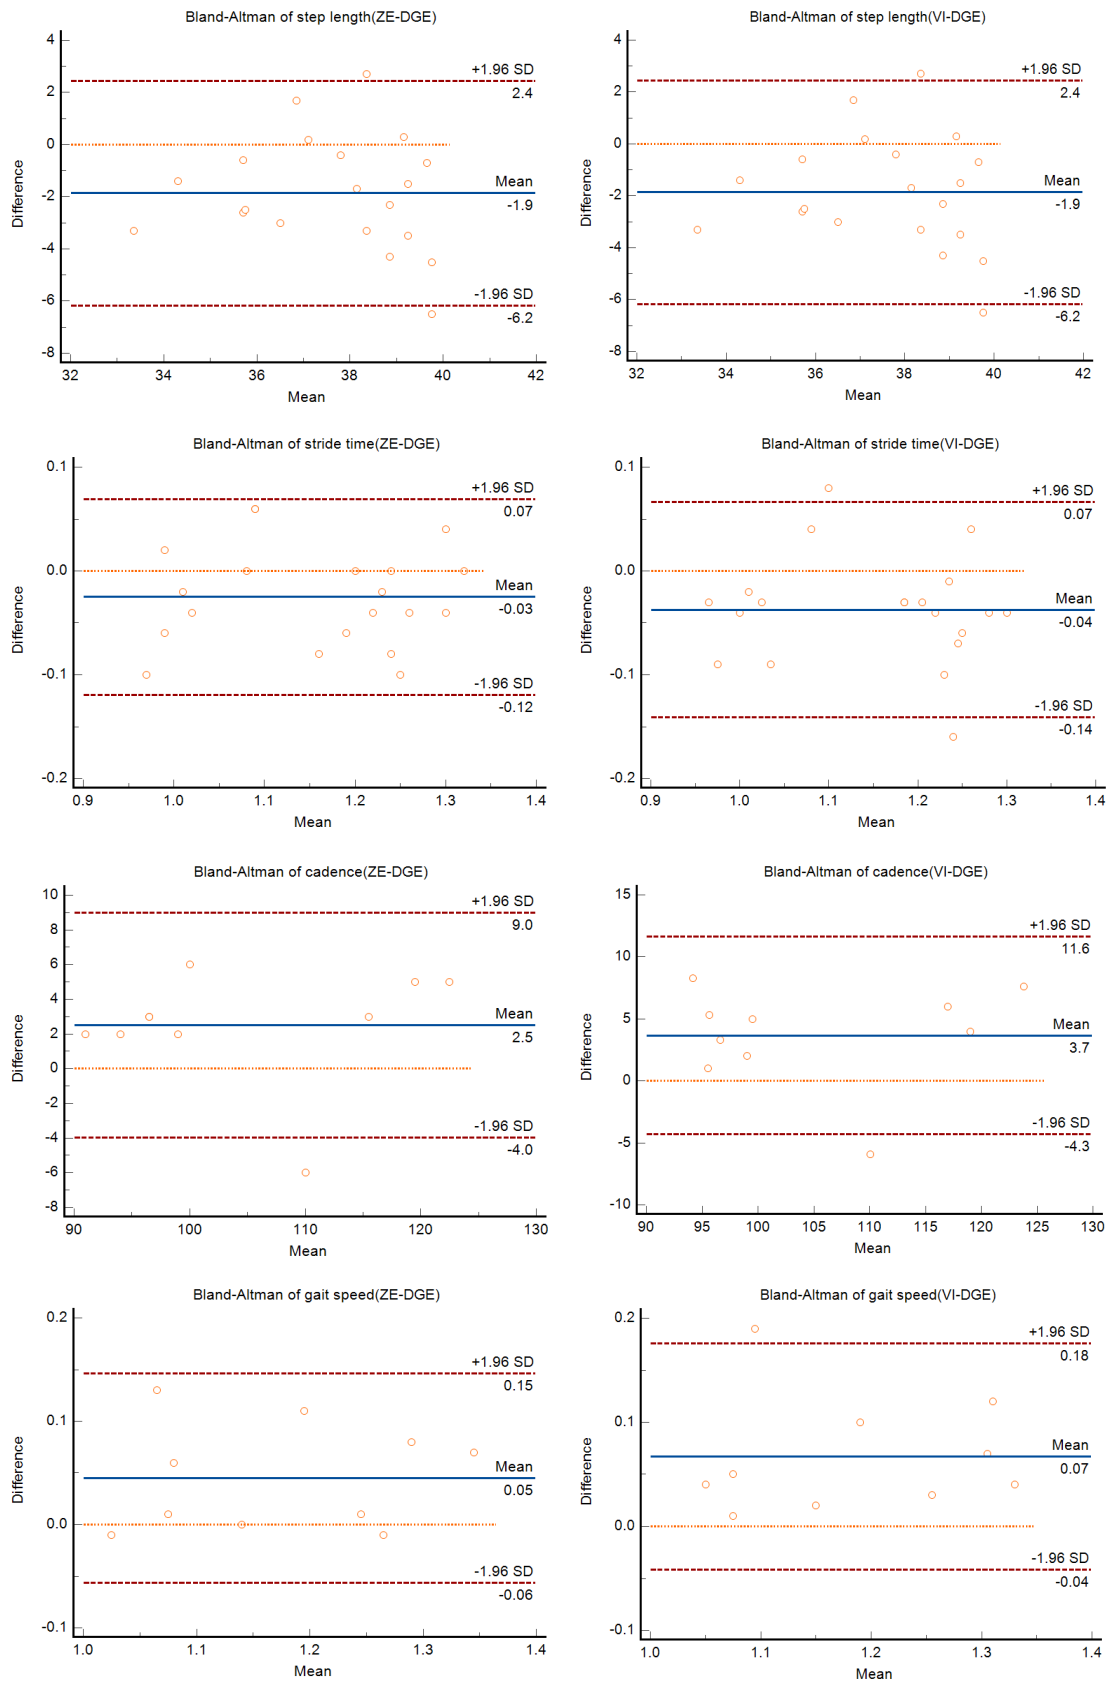 Bland-Altman of step length(ZE-DGE)
4
2
0
-2
-4
-6
-8
Difference
+1.96 SD
2.4
Mean
-1.9
-1.96 SD
-6.2
32 34 36 38 40 42
Mean
Bland-Altman of step length(VI-DGE)
4
2
0
-2
-4
-6
-8
Difference
+1.96 SD
2.4
Mean
-1.9
-1.96 SD
-6.2
32 34 36 38 40 42
Mean
Bland-Altman of stride time(ZE-DGE)
0.1
0.0
-0.1
-0.2
Difference
+1.96 SD
0.07
Mean
-0.03
-1.96 SD
-0.12
0.9 1.0 1.1 1.2 1.3 1.4
Mean
Bland-Altman of stride time(VI-DGE)
0.1
0.0
-0.1
-0.2
Difference
+1.96 SD
0.07
Mean
-0.04
-1.96 SD
-0.14
0.9 1.0 1.1 1.2 1.3 1.4
Mean
Bland-Altman of cadence(ZE-DGE)
10
8
6
4
2
0
-2
-4
-6
-8
Difference
+1.96 SD
9.0
Mean
2.5
-1.96 SD
-4.0
90 100 110 120 130
Mean
Bland-Altman of cadence(VI-DGE)
15
10
5
0
-5
-10
Difference
+1.96 SD
11.6
Mean
3.7
-1.96 SD
-4.3
90 95 100 105 110 115 120 125 130
Mean
Bland-Altman of gait speed(ZE-DGE)
0.2
0.1
0.0
-0.1
Difference
+1.96 SD
0.15
Mean
0.05
-1.96 SD
-0.06
1.0 1.1 1.2 1.3 1.4
Mean
Bland-Altman of gait speed(VI-DGE)
0.2
0.1
0.0
-0.1
Difference
+1.96 SD
0.18
Mean
0.07
-1.96 SD
-0.04
1.0 1.1 1.2 1.3 1.4
Mean